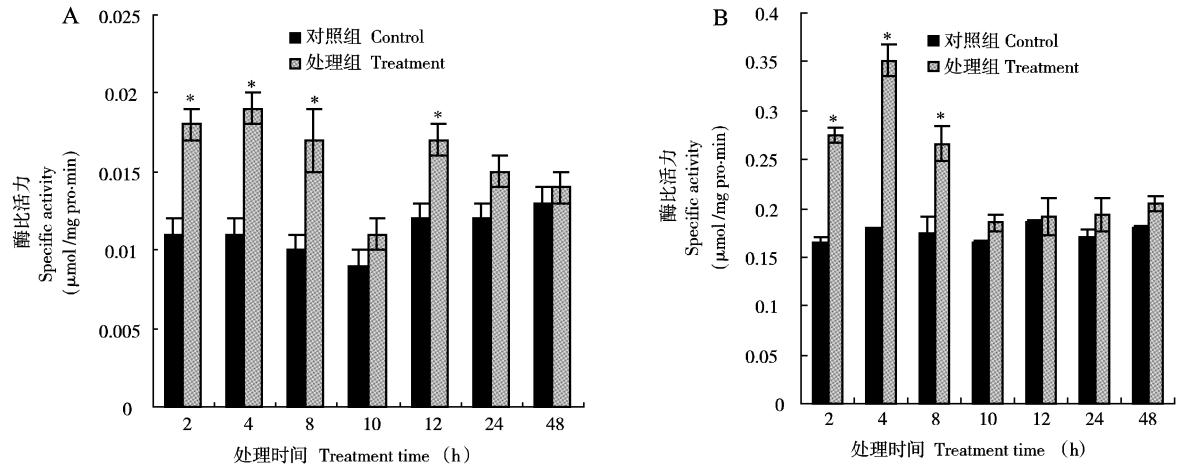 A
0.025
0.02
0.015
0.01
0.005
0
酶比活力
Specific activity
(μmol/mg pro·min)
■ 对照组 Control
处理组 Treatment
* * * *
2 4 8 10 12 24 48
处理时间 Treatment time (h)
B
0.4
0.35
0.3
0.25
0.2
0.15
0.1
0.05
0
酶比活力
Specific activity
(μmol/mg pro·min)
■ 对照组 Control
处理组 Treatment
* * *
2 4 8 10 12 24 48
处理时间 Treatment time (h)